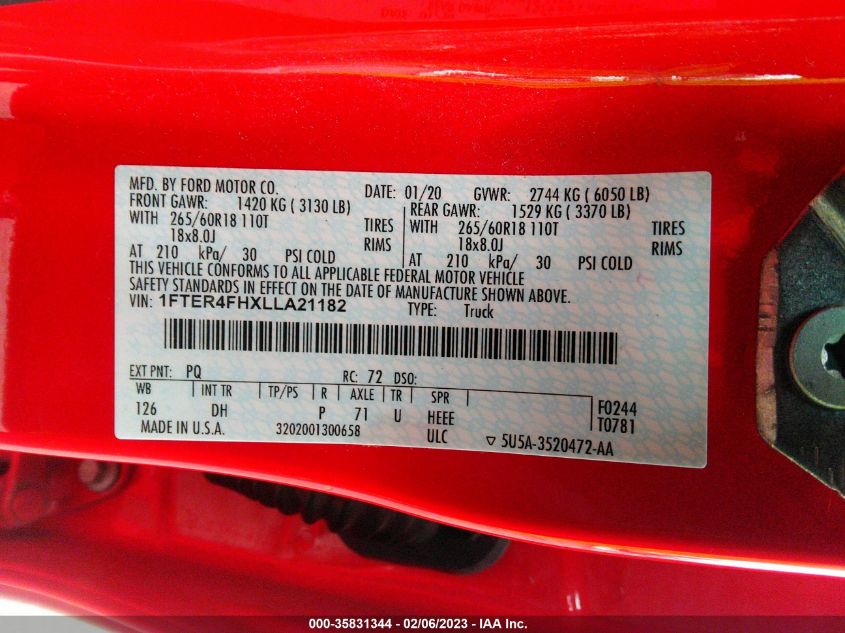 MFD. BY FORD MOTOR CO. DATE: 01/20 GVWR: 2744 KG ( 6050 LB)
FRONT GAWR: 1420 KG ( 3130 LB) REAR GAWR: 1529 KG ( 3370 LB)
WITH 265/60R18 110T TIRES WITH 265/60R18 110T TIRES
18x8.0J RIMS 18x8.0J RIMS
AT 210 kPa/ 30 PSI COLD AT 210 kPa/ 30 PSI COLD
THIS VEHICLE CONFORMS TO ALL APPLICABLE FEDERAL MOTOR VEHICLE
SAFETY STANDARDS IN EFFECT ON THE DATE OF MANUFACTURE SHOWN ABOVE.
VIN: 1FTER4FHXLLA21182 TYPE: Truck
EXT PNT: PQ RC: 72 DSO:
WB INT TR TP/PS R AXLE TR SPR
126 DH P 71 U HEEE F0244
ULC T0781
MADE IN U.S.A. 3202001300658 5U5A-3520472-AA
000-35831344 - 02/06/2023 - IAA Inc.